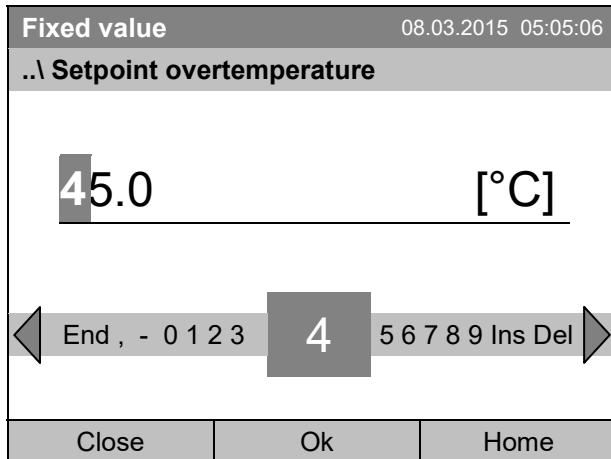 Fixed value 08.03.2015 05:05:06
..\ Setpoint overtemperature
45.0 [°C]
End , - 0 1 2 3 4 5 6 7 8 9 Ins Del
Close Ok Home